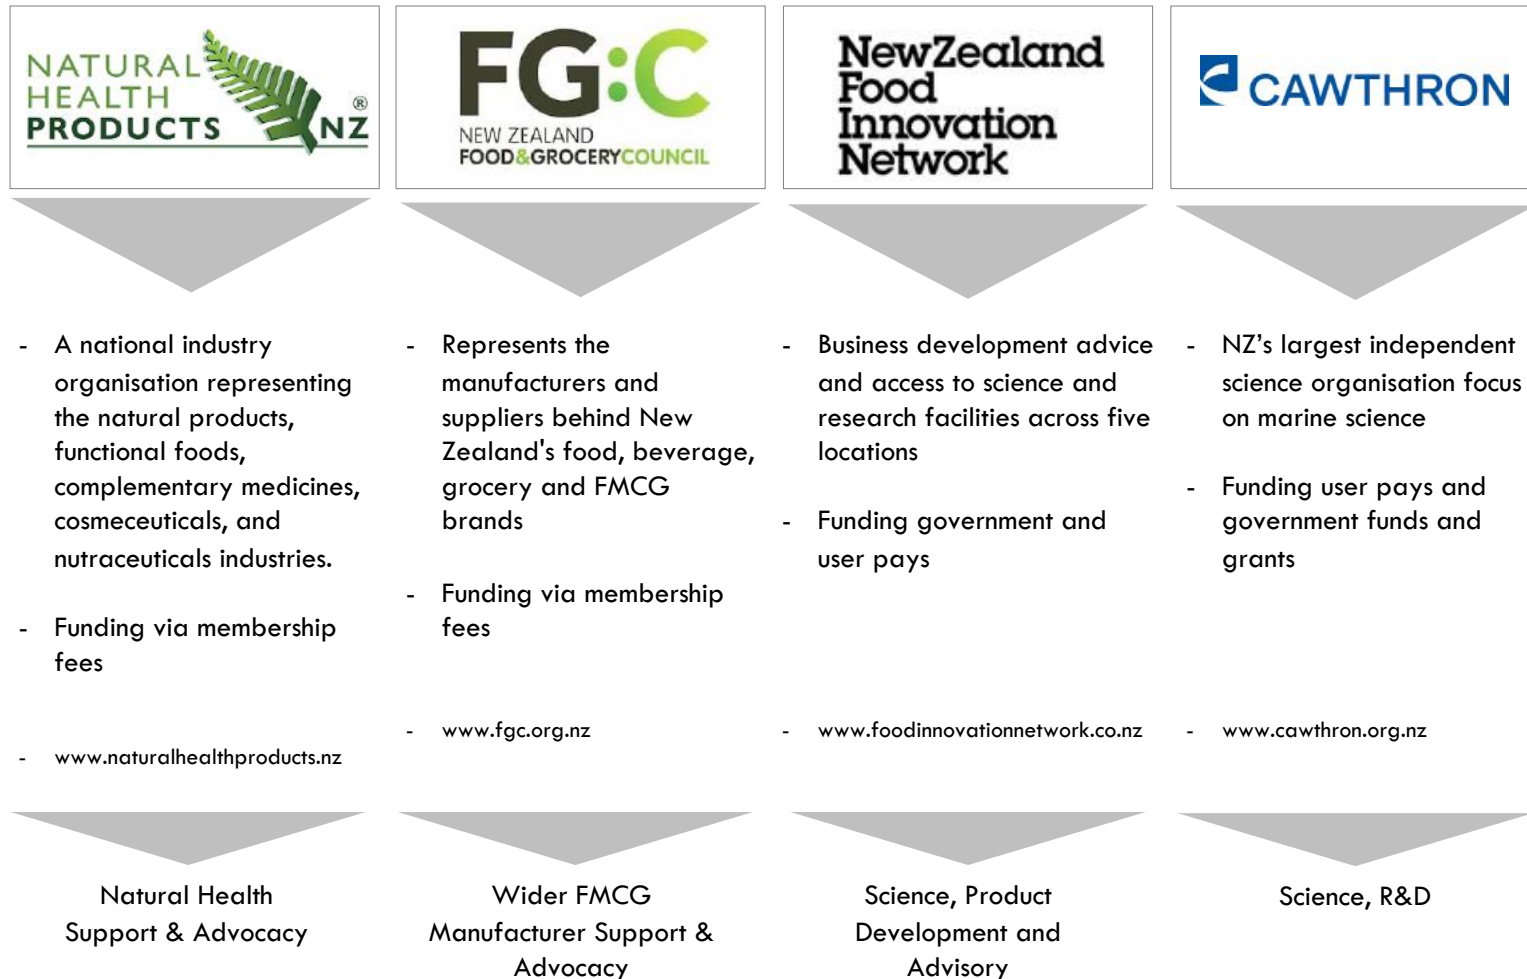 NATURAL
HEALTH
PRODUCTS NZ ®
FG:C
NEW ZEALAND
FOOD&GROCERYCOUNCIL
NewZealand
Food
Innovation
Network
CAWTHRON
- A national industry
organisation representing
the natural products,
functional foods,
complementary medicines,
cosmeceuticals, and
nutraceuticals industries.
- Funding via membership
fees
- www.naturalhealthproducts.nz
- Represents the
manufacturers and
suppliers behind New
Zealand's food, beverage,
grocery and FMCG
brands
- Funding via membership
fees
- www.fgc.org.nz
- Business development advice
and access to science and
research facilities across five
locations
- Funding government and
user pays
- www.foodinnovationnetwork.co.nz
- NZ’s largest independent
science organisation focus
on marine science
- Funding user pays and
government funds and
grants
- www.cawthron.org.nz
Natural Health
Support & Advocacy
Wider FMCG
Manufacturer Support &
Advocacy
Science, Product
Development and
Advisory
Science, R&D